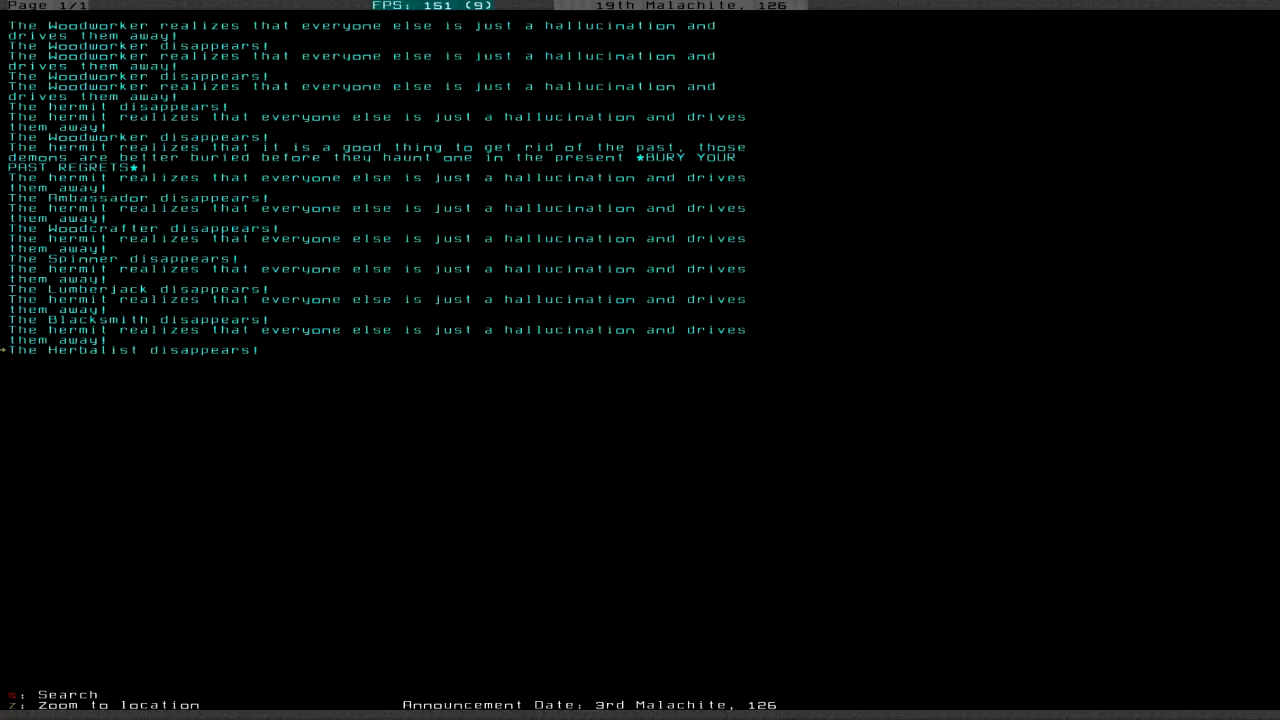 Page 1/1 FPS: 151 (9) 19th Malachite, 126
The Woodworker realizes that everyone else is just a hallucination and
drives them away!
The Woodworker disappears!
The Woodworker realizes that everyone else is just a hallucination and
drives them away!
The Woodworker disappears!
The Woodworker realizes that everyone else is just a hallucination and
drives them away!
The hermit disappears!
The hermit realizes that everyone else is just a hallucination and drives
them away!
The Woodworker disappears!
The hermit realizes that it is a good thing to get rid of the past, those
demons are better buried before they haunt one in the present *BURY YOUR
PAST REGRETS*!
The hermit realizes that everyone else is just a hallucination and drives
them away!
The Ambassador disappears!
The hermit realizes that everyone else is just a hallucination and drives
them away!
The Woodcrafter disappears!
The hermit realizes that everyone else is just a hallucination and drives
them away!
The Spinner disappears!
The hermit realizes that everyone else is just a hallucination and drives
them away!
The Lumberjack disappears!
The hermit realizes that everyone else is just a hallucination and drives
them away!
The Blacksmith disappears!
The hermit realizes that everyone else is just a hallucination and drives
them away!
→The Herbalist disappears!
s: Search
z: Zoom to location Announcement Date: 3rd Malachite, 126